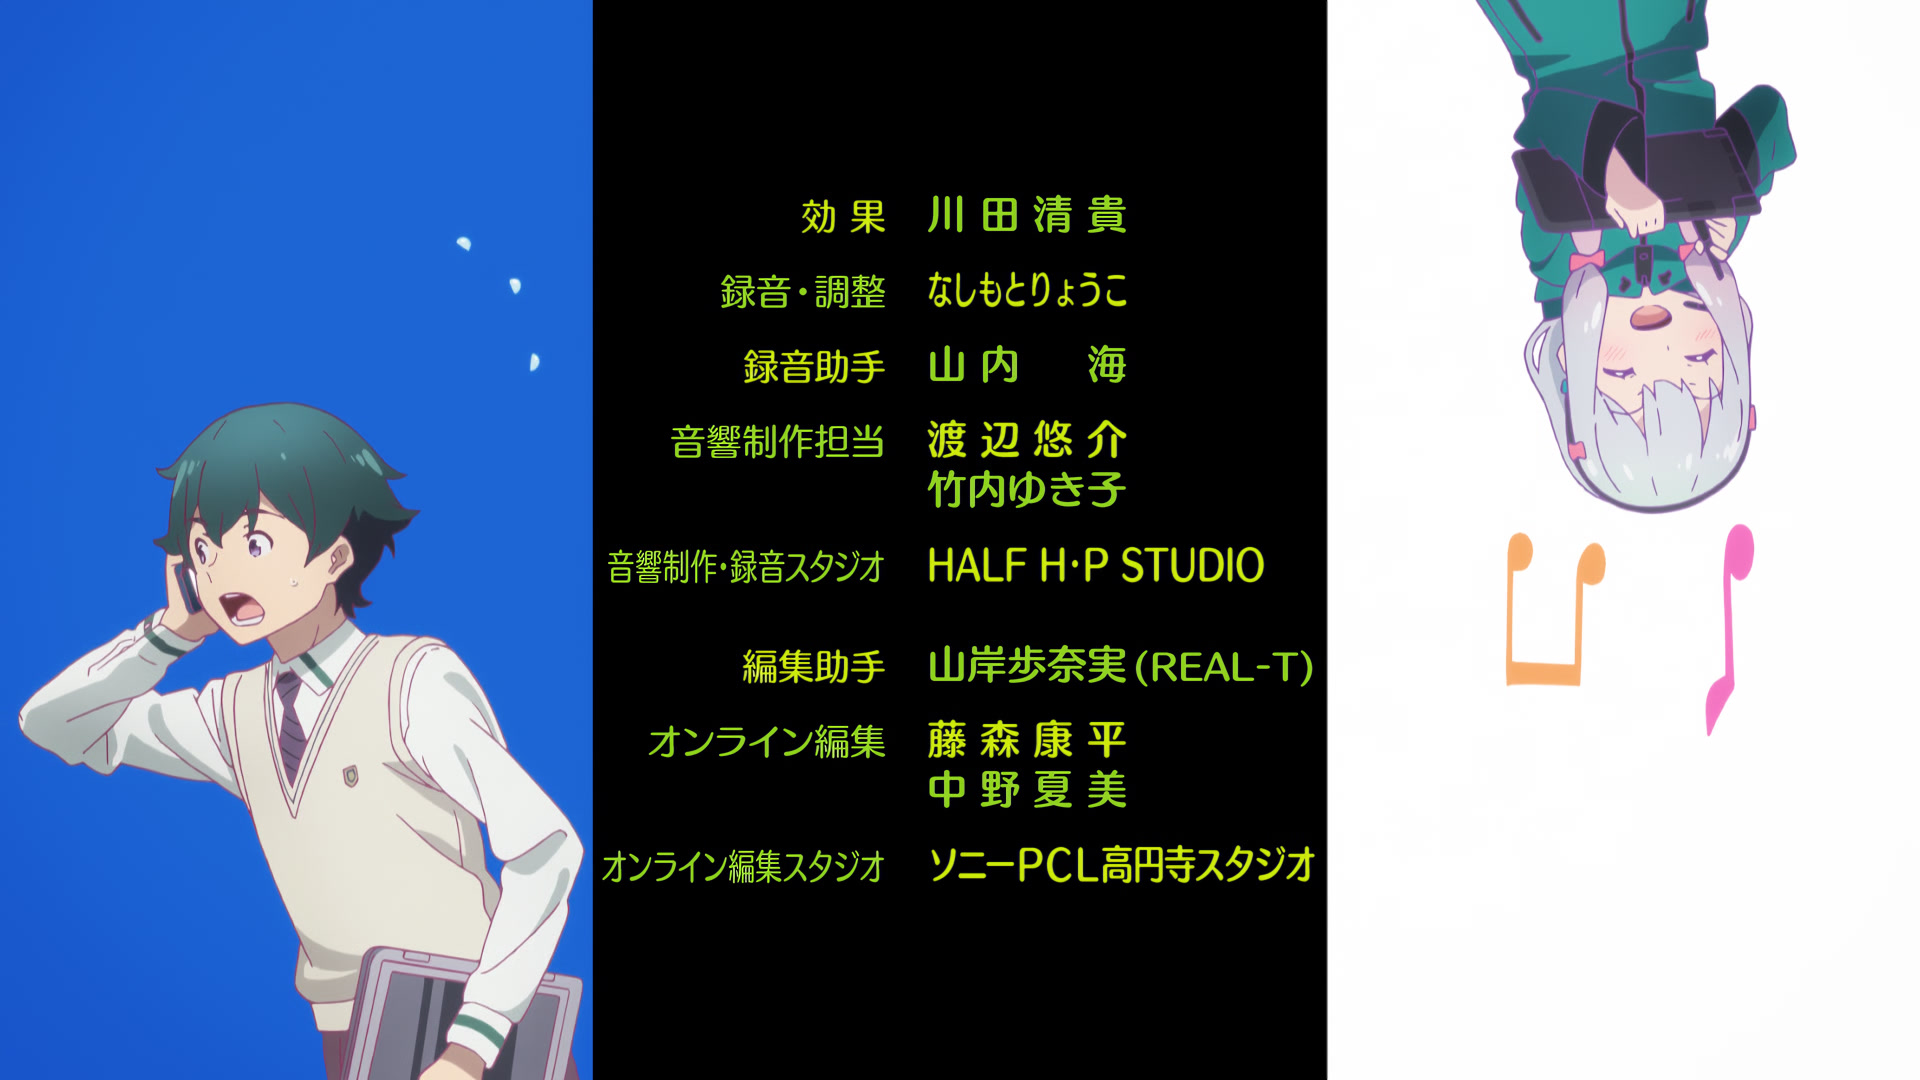 効果 川田清貴
録音・調整 なしもとりょうこ
録音助手 山内 海
音響制作担当 渡辺悠介
竹内ゆき子
音響制作・録音スタジオ HALF H・P STUDIO
編集助手 山岸歩奈実(REAL-T)
オンライン編集 藤森康平
中野夏美
オンライン編集スタジオ ソニーPCL高円寺スタジオ